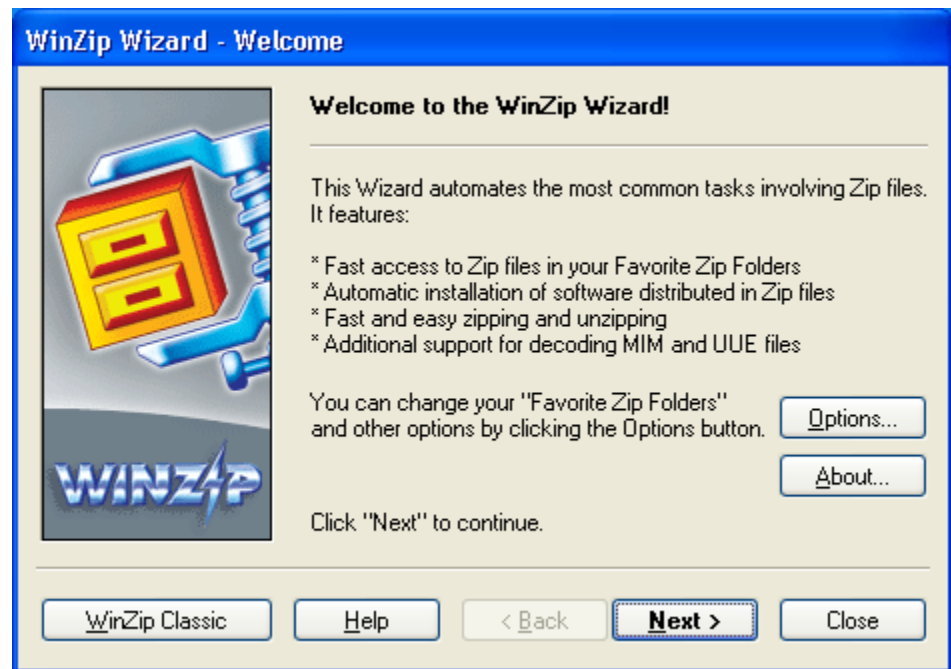 WinZip Wizard - Welcome
Welcome to the WinZip Wizard!
This Wizard automates the most common tasks involving Zip files.
It features:
* Fast access to Zip files in your Favorite Zip Folders
* Automatic installation of software distributed in Zip files
* Fast and easy zipping and unzipping
* Additional support for decoding MIM and UUE files
You can change your "Favorite Zip Folders"
and other options by clicking the Options button.
Options...
About...
WINZIP
Click "Next" to continue.
WinZip Classic
Help
< Back
Next >
Close